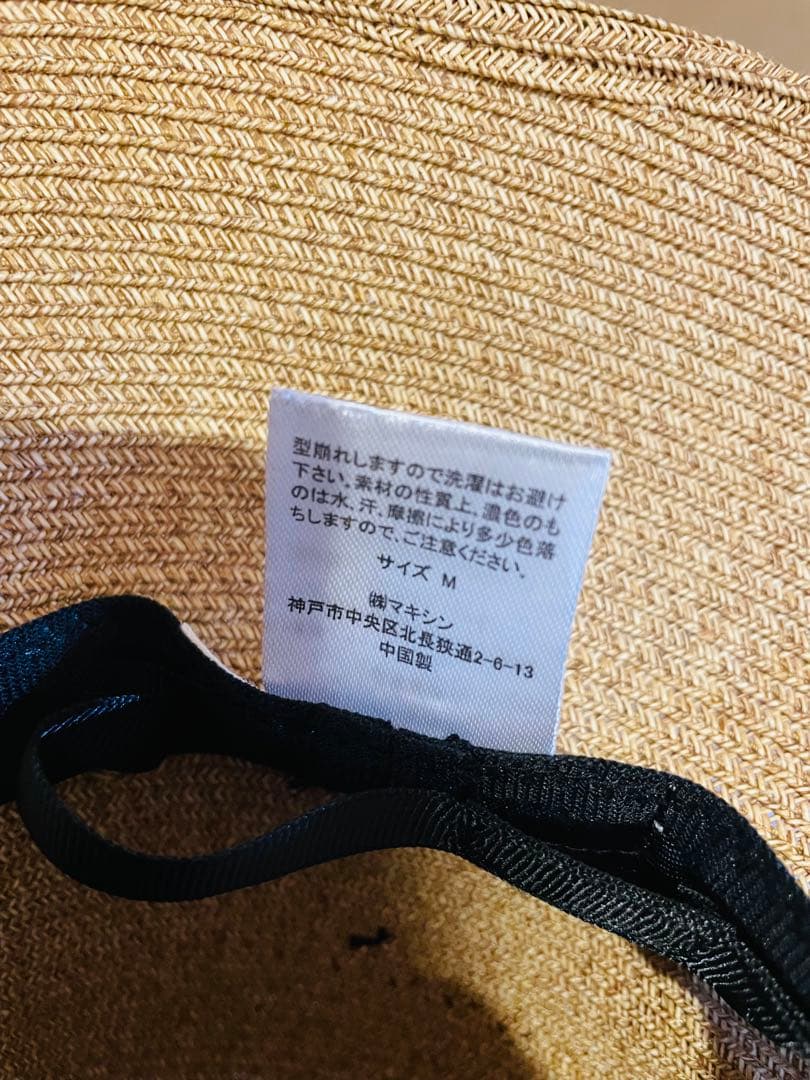 型崩れしますので洗濯はお避け
下さい。素材の性質上、濃色のも
のは水、汗、摩擦により多少色落
ちしますので、ご注意ください。
サイズ M
㈱マキシン
神戸市中央区北長狭通2-6-13
中国製